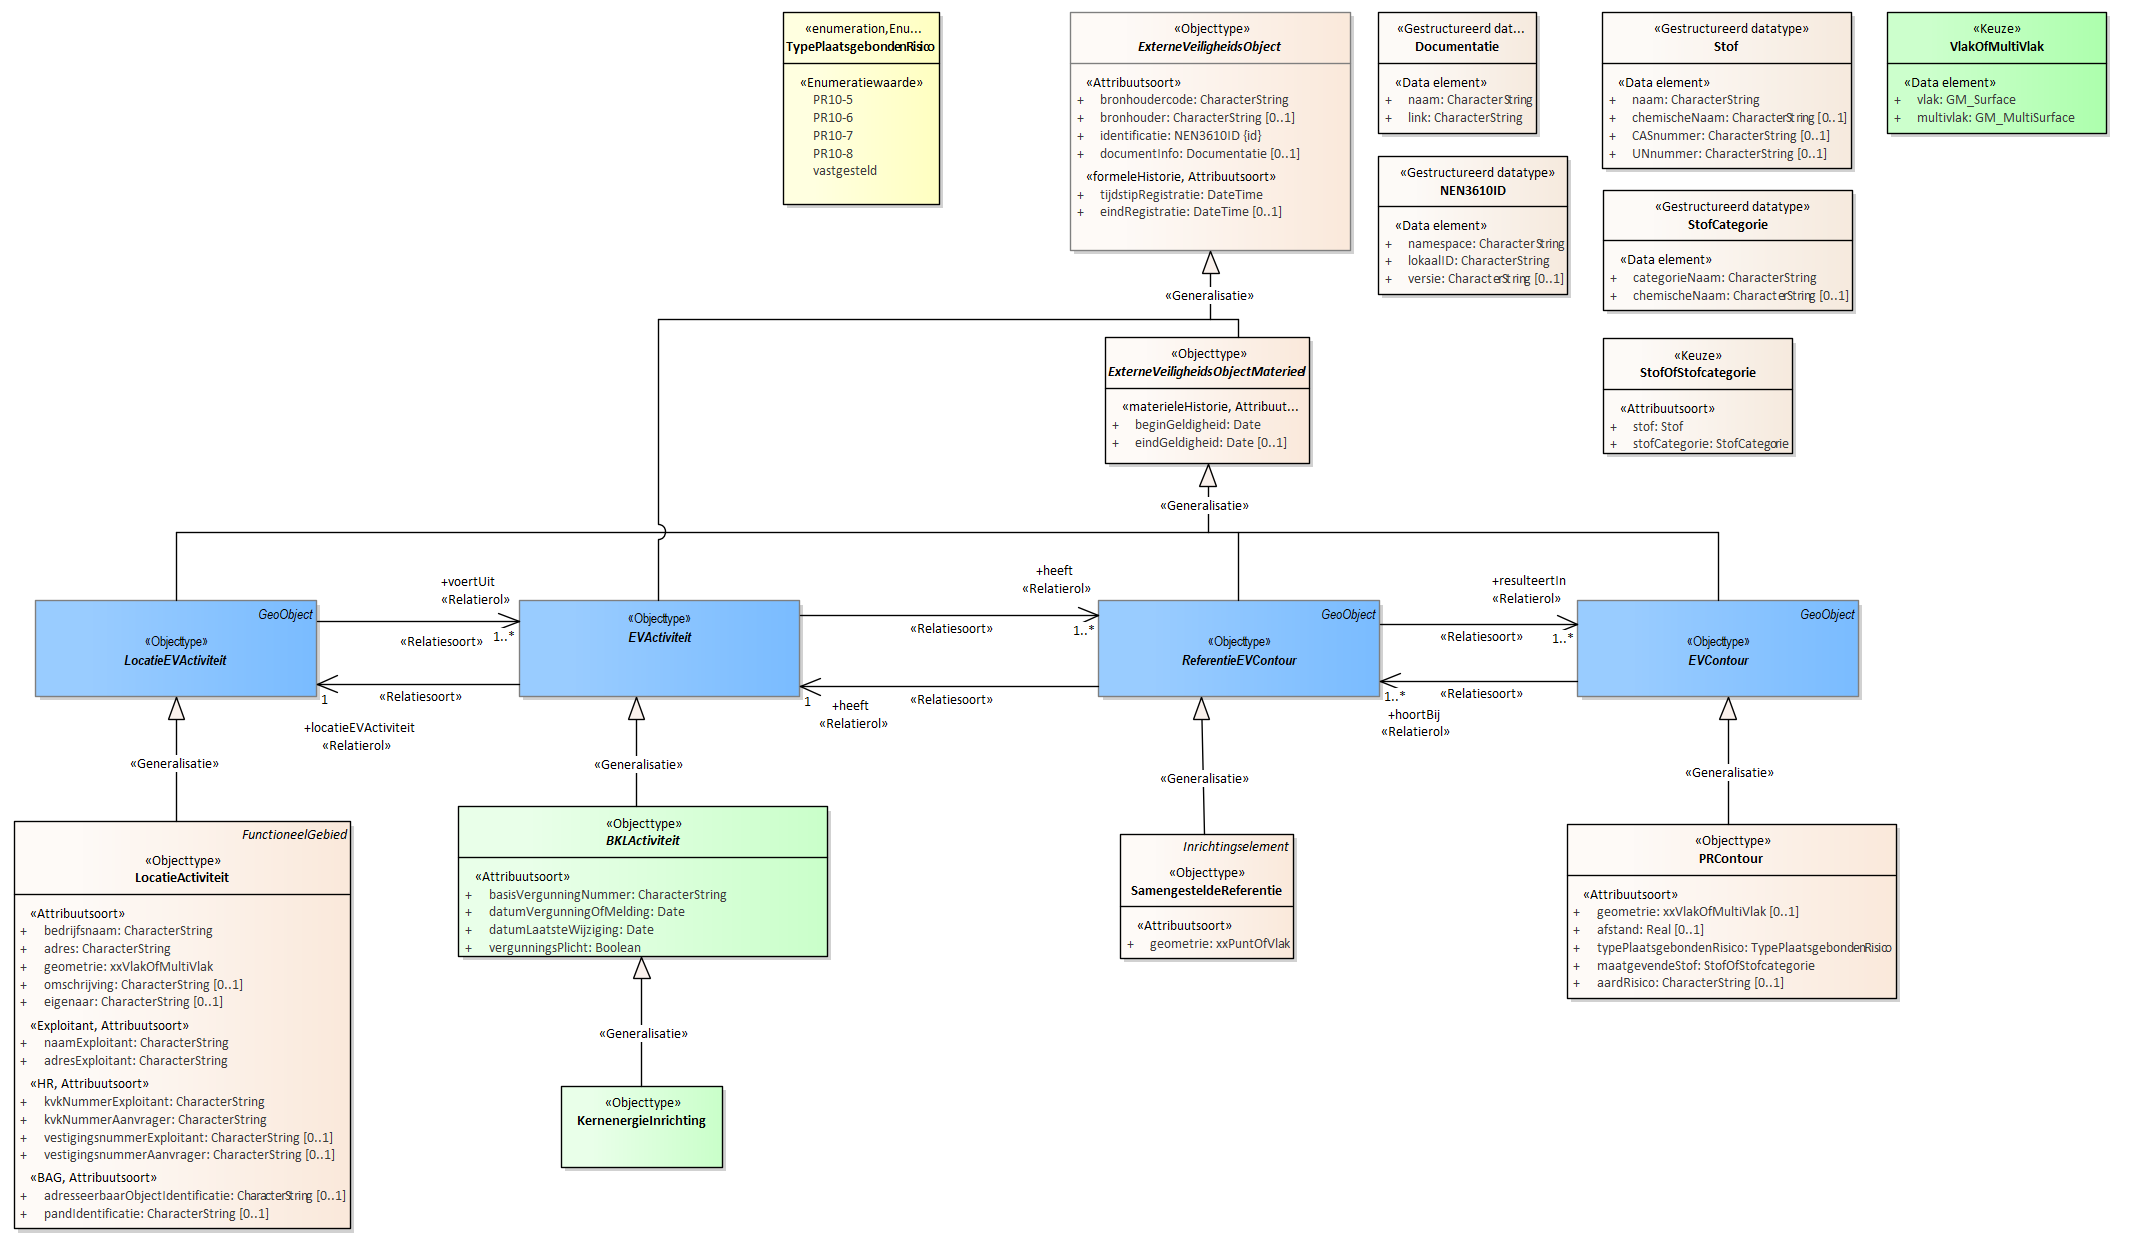 «enumeration,Enu...
TypePlaatsgebondenRisico
«Enumeratiewaarde»
PR10-5
PR10-6
PR10-7
PR10-8
vastgesteld
«Objecttype»
ExterneVeiligheidsObject
«Attribuutsoort»
+ bronhoudercode: CharacterString
+ bronhouder: CharacterString [0..1]
+ identificatie: NEN3610ID {id}
+ documentInfo: Documentatie [0..1]
«formeleHistorie, Attribuutsoort»
+ tijdstipRegistratie: DateTime
+ eindRegistratie: DateTime [0..1]
«Gestructureerd dat...
Documentatie
«Data element»
+ naam: CharacterString
+ link: CharacterString
«Gestructureerd datatype»
NEN3610ID
«Data element»
+ namespace: CharacterString
+ lokaalID: CharacterString
+ versie: CharacterString [0..1]
«Gestructureerd datatype»
Stof
«Data element»
+ naam: CharacterString
+ chemischeNaam: CharacterString [0..1]
+ CASnummer: CharacterString [0..1]
+ UNnummer: CharacterString [0..1]
«Gestructureerd datatype»
StofCategorie
«Data element»
+ categorieNaam: CharacterString
+ chemischeNaam: CharacterString [0..1]
«Keuze»
StofOfStofcategorie
«Attribuutsoort»
+ stof: Stof
+ stofCategorie: StofCategorie
«Keuze»
VlakOfMultiVlak
«Data element»
+ vlak: GM_Surface
+ multivlak: GM_MultiSurface
«Generalisatie»
«Objecttype»
ExterneVeiligheidsObjectMaterieel
«materieleHistorie, Attribuut...
+ beginGeldigheid: Date
+ eindGeldigheid: Date [0..1]
«Generalisatie»
GeoObject
«Objecttype»
LocatieEVActiviteit
+voertUit
«Relatierol»
1..*
«Relatiesoort»
«Relatiesoort»
1
+locatieEVActiviteit
«Relatierol»
«Objecttype»
EVActiviteit
+heeft
«Relatierol»
1..*
«Relatiesoort»
«Relatiesoort»
1
+heeft
«Relatierol»
GeoObject
«Objecttype»
ReferentieEVContour
+resulteertIn
«Relatierol»
1..*
«Relatiesoort»
«Relatiesoort»
1..*
+hoortBij
«Relatierol»
GeoObject
«Objecttype»
EVContour
«Generalisatie»
«Generalisatie»
«Generalisatie»
«Generalisatie»
FunctioneelGebied
«Objecttype»
LocatieActiviteit
«Attribuutsoort»
+ bedrijfsnaam: CharacterString
+ adres: CharacterString
+ geometrie: xxVlakOfMultiVlak
+ omschrijving: CharacterString [0..1]
+ eigenaar: CharacterString [0..1]
«Exploitant, Attribuutsoort»
+ naamExploitant: CharacterString
+ adresExploitant: CharacterString
«HR, Attribuutsoort»
+ kvkNummerExploitant: CharacterString
+ kvkNummerAanvrager: CharacterString
+ vestigingsnummerExploitant: CharacterString [0..1]
+ vestigingsnummerAanvrager: CharacterString [0..1]
«BAG, Attribuutsoort»
+ adresseerbaarObjectIdentificatie: CharacterString [0..1]
+ pandIdentificatie: CharacterString [0..1]
«Objecttype»
BKLActiviteit
«Attribuutsoort»
+ basisVergunningNummer: CharacterString
+ datumVergunningOfMelding: Date
+ datumLaatsteWijziging: Date
+ vergunningsPlicht: Boolean
«Generalisatie»
«Objecttype»
KernenergieInrichting
Inrichtingselement
«Objecttype»
SamengesteldeReferentie
«Attribuutsoort»
+ geometrie: xxPuntOfVlak
«Objecttype»
PRContour
«Attribuutsoort»
+ geometrie: xxVlakOfMultiVlak [0..1]
+ afstand: Real [0..1]
+ typePlaatsgebondenRisico: TypePlaatsgebondenRisico
+ maatgevendeStof: StofOfStofcategorie
+ aardRisico: CharacterString [0..1]